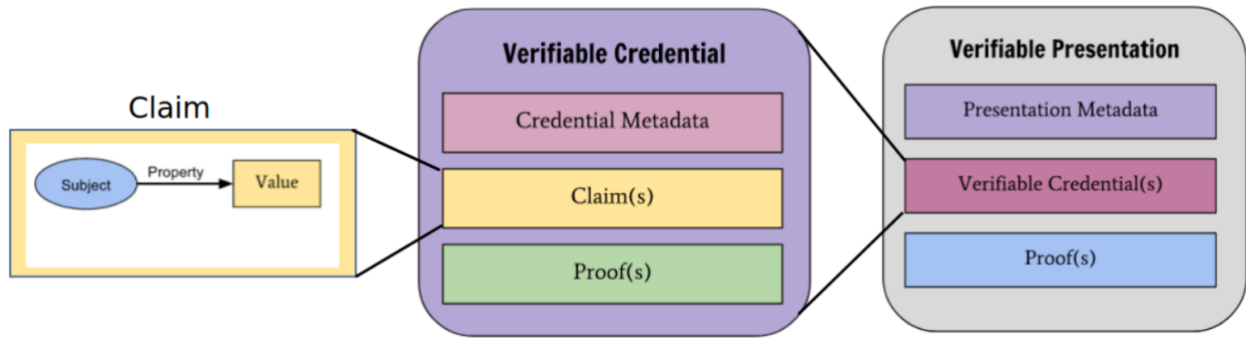 Claim
Subject
Property
Value
Verifiable Credential
Credential Metadata
Claim(s)
Proof(s)
Verifiable Presentation
Presentation Metadata
Verifiable Credential(s)
Proof(s)